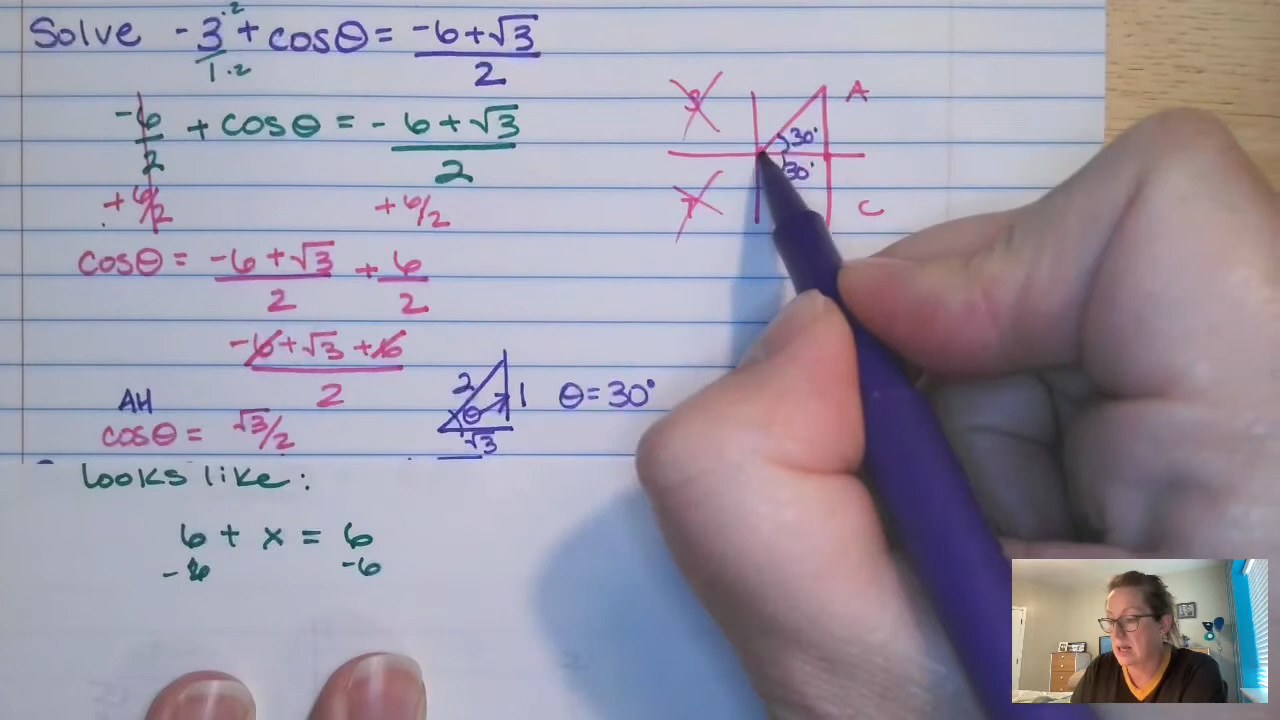 Solve -3·2/1·2 + cosθ = -6+√3/2
-6/2 + cosθ = -6+√3/2
+6/2 +6/2
cosθ = -6+√3/2 + 6/2
-6+√3+6/2
AH
cosθ = √3/2
2 θ 1 √3
θ=30°
looks like:
6 + x = 6
-6 -6
S A
30°
30°
T C